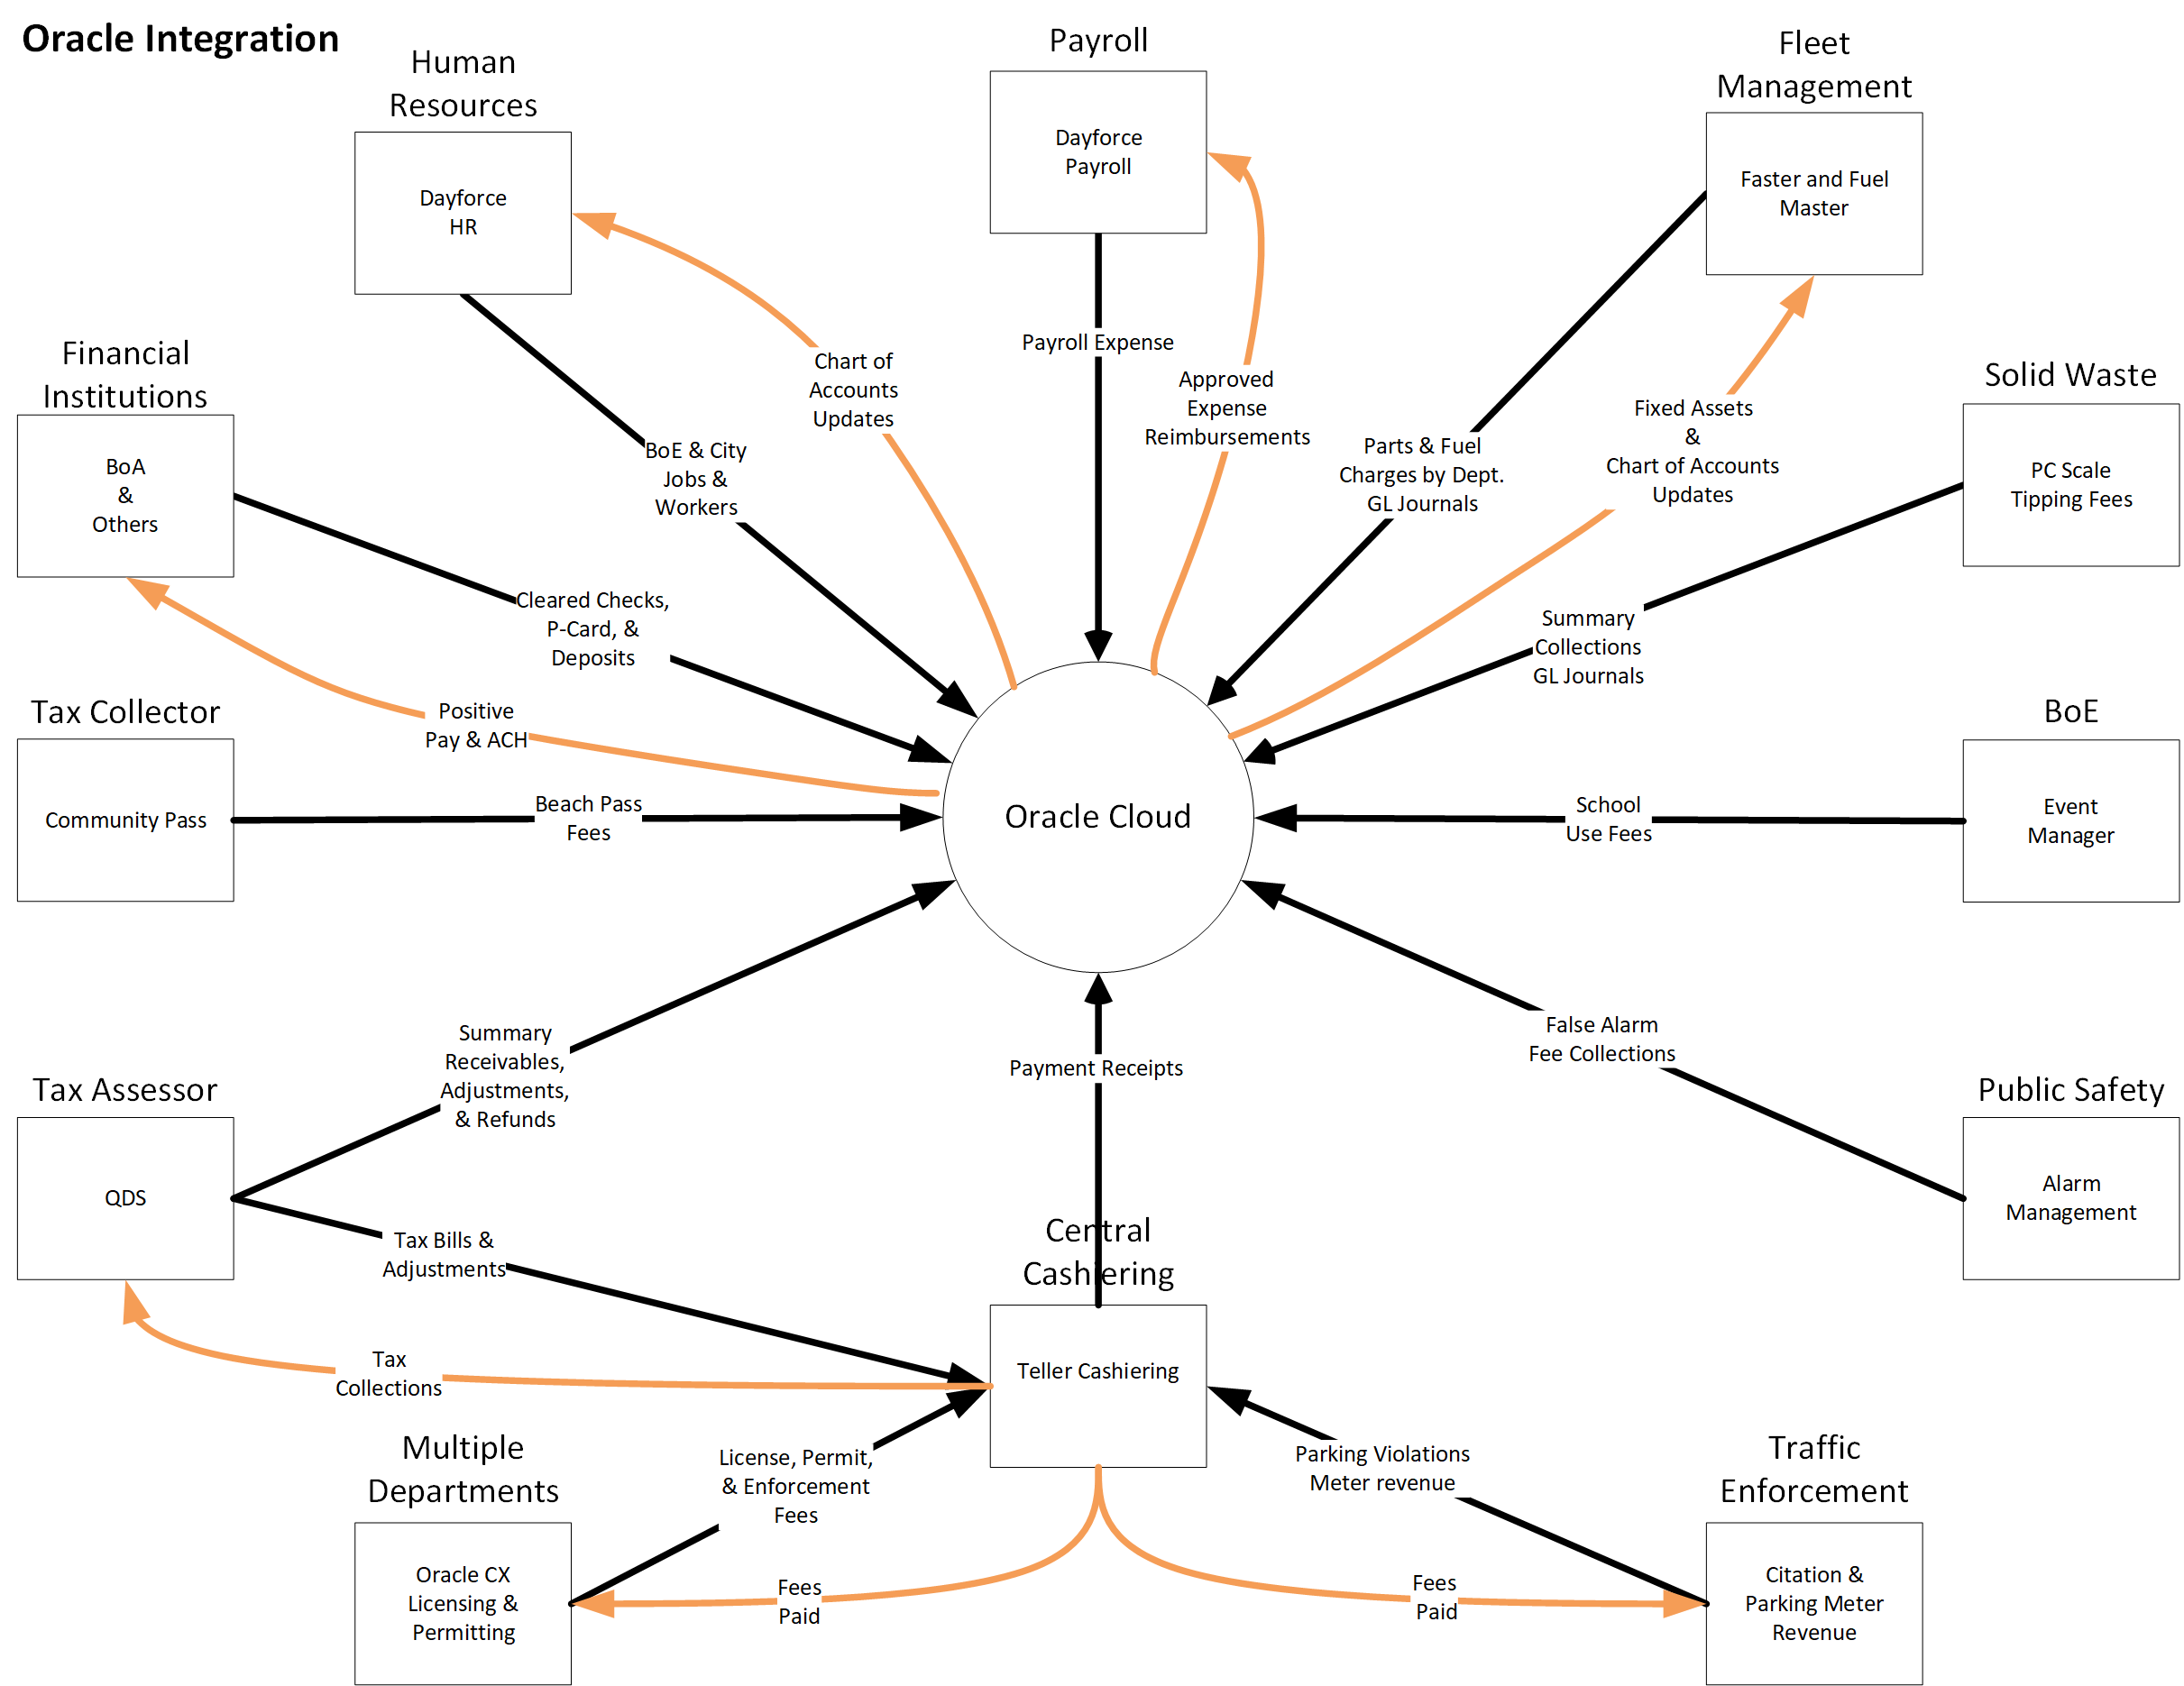 Oracle Integration
Human
Resources
Dayforce
HR
Payroll
Dayforce
Payroll
Fleet
Management
Faster and Fuel
Master
Financial
Institutions
BoA
&
Others
Chart of
Accounts
Updates
BoE & City
Jobs &
Workers
Payroll Expense
Approved
Expense
Reimbursements
Parts & Fuel
Charges by Dept.
GL Journals
Fixed Assets
&
Chart of Accounts
Updates
Solid Waste
PC Scale
Tipping Fees
Cleared Checks,
P-Card, &
Deposits
Summary
Collections
GL Journals
Positive
Pay & ACH
Tax Collector
Community Pass
Beach Pass
Fees
Oracle Cloud
School
Use Fees
BoE
Event
Manager
Summary
Receivables,
Adjustments,
& Refunds
Payment Receipts
False Alarm
Fee Collections
Tax Assessor
QDS
Public Safety
Alarm
Management
Tax Bills &
Adjustments
Central
Cashiering
Teller Cashiering
Tax
Collections
Multiple
Departments
Oracle CX
Licensing &
Permitting
License, Permit,
& Enforcement
Fees
Fees
Paid
Parking Violations
Meter revenue
Fees
Paid
Traffic
Enforcement
Citation &
Parking Meter
Revenue